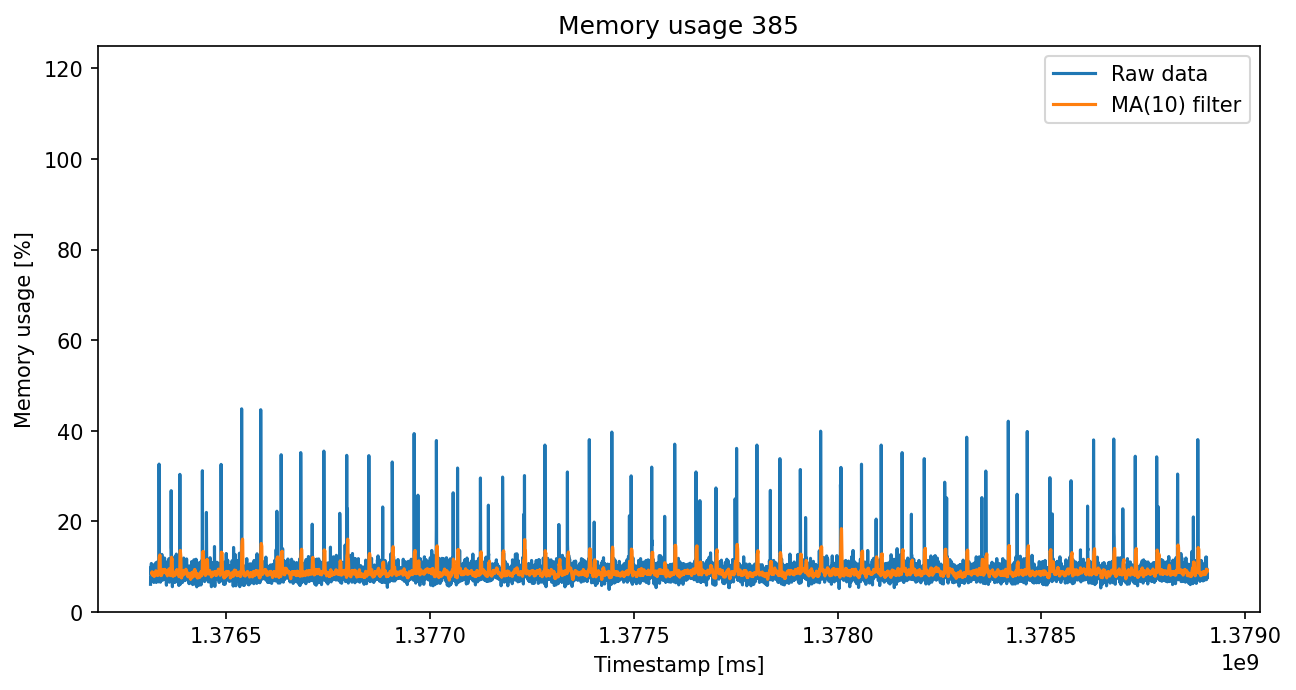 Memory usage 385
Raw data
MA(10) filter
Memory usage [%]
120
100
80
60
40
20
0
1.3765 1.3770 1.3775 1.3780 1.3785 1.3790
1e9
Timestamp [ms]